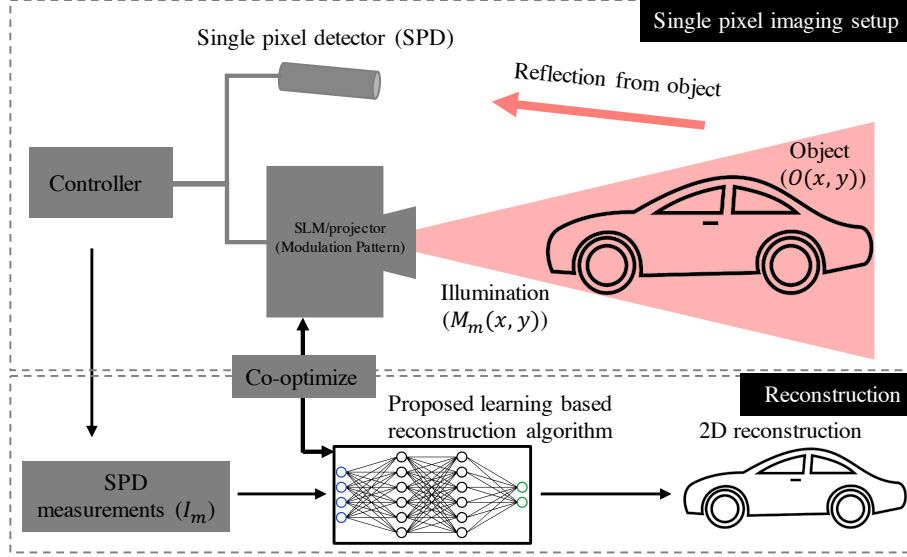 Single pixel imaging setup
Single pixel detector (SPD)
Reflection from object
Controller
SLM/projector
(Modulation Pattern)
Object
(O(x, y))
Illumination
(M_m(x, y))
Co-optimize
Reconstruction
Proposed learning based
reconstruction algorithm
2D reconstruction
SPD
measurements (I_m)